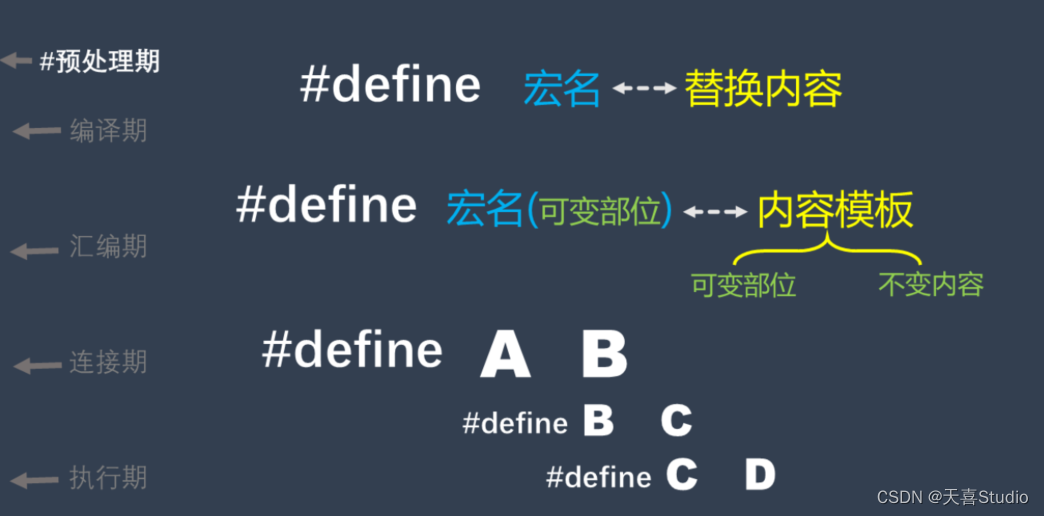 #预处理期
#define 宏名 替换内容
编译期
#define 宏名(可变部位) 内容模板
汇编期
可变部位 不变内容
#define A B
连接期
#define B C
#define C D
执行期
CSDN @天喜Studio